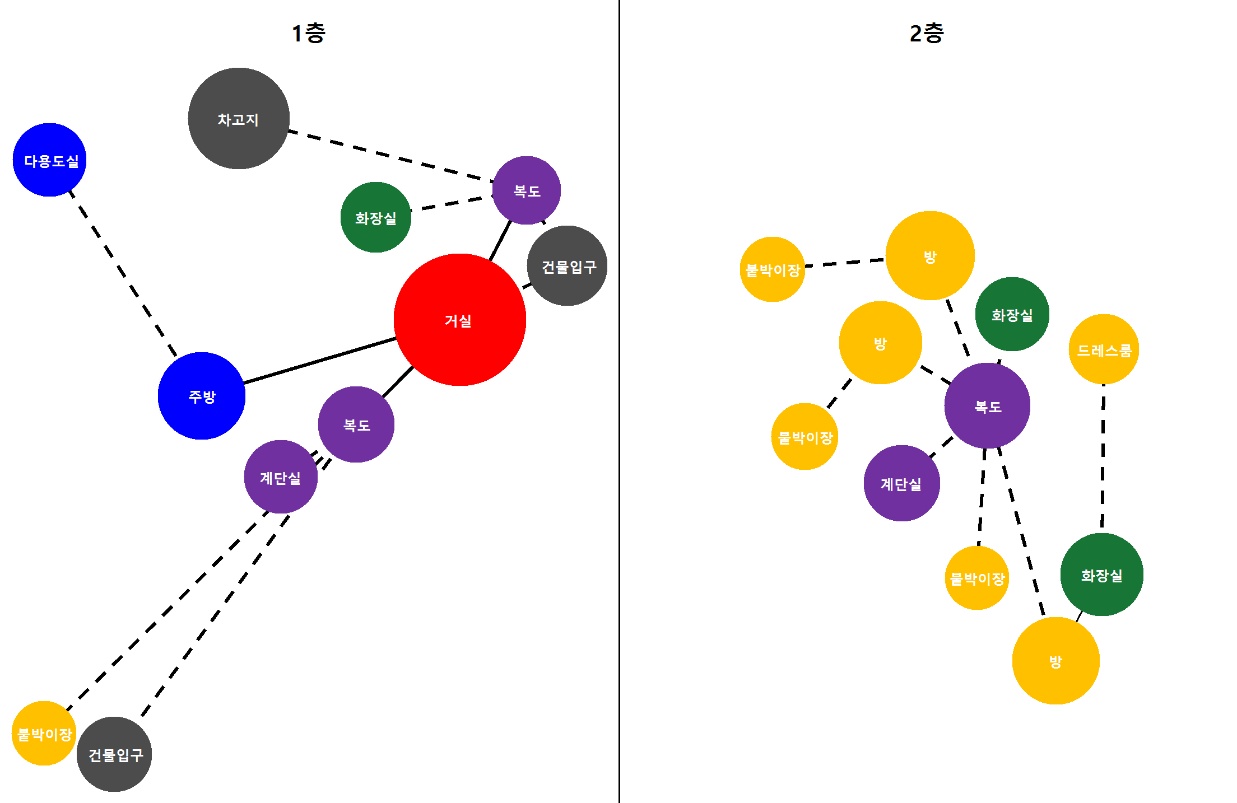 1층
차고지
다용도실
복도
화장실
건물입구
거실
주방
복도
계단실
붙박이장
건물입구
2층
방
붙박이장
화장실
방
드레스룸
복도
붙박이장
계단실
붙박이장
화장실
방